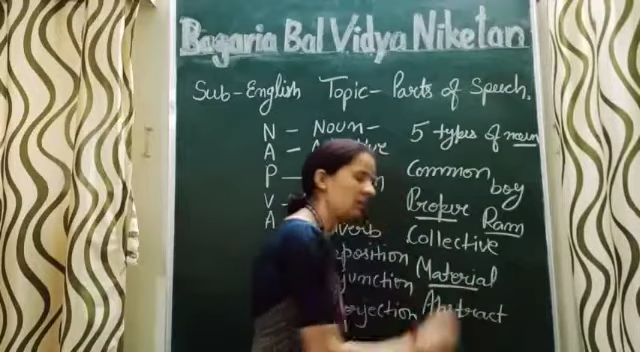 Bagaria Bal Vidya Niketan
Sub-English Topic- Parts of Speech.
N - Noun- 5 types of noun
A -
P - Common boy
V - Proper Ram
A verb Collective
position Material
junction Abstract
jection